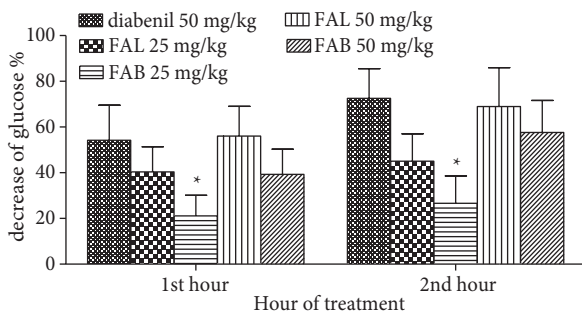 diabenil 50 mg/kg
FAL 25 mg/kg
FAB 25 mg/kg
FAL 50 mg/kg
FAB 50 mg/kg
decrease of glucose %
100
80
60
40
20
0
*
*
1st hour
2nd hour
Hour of treatment